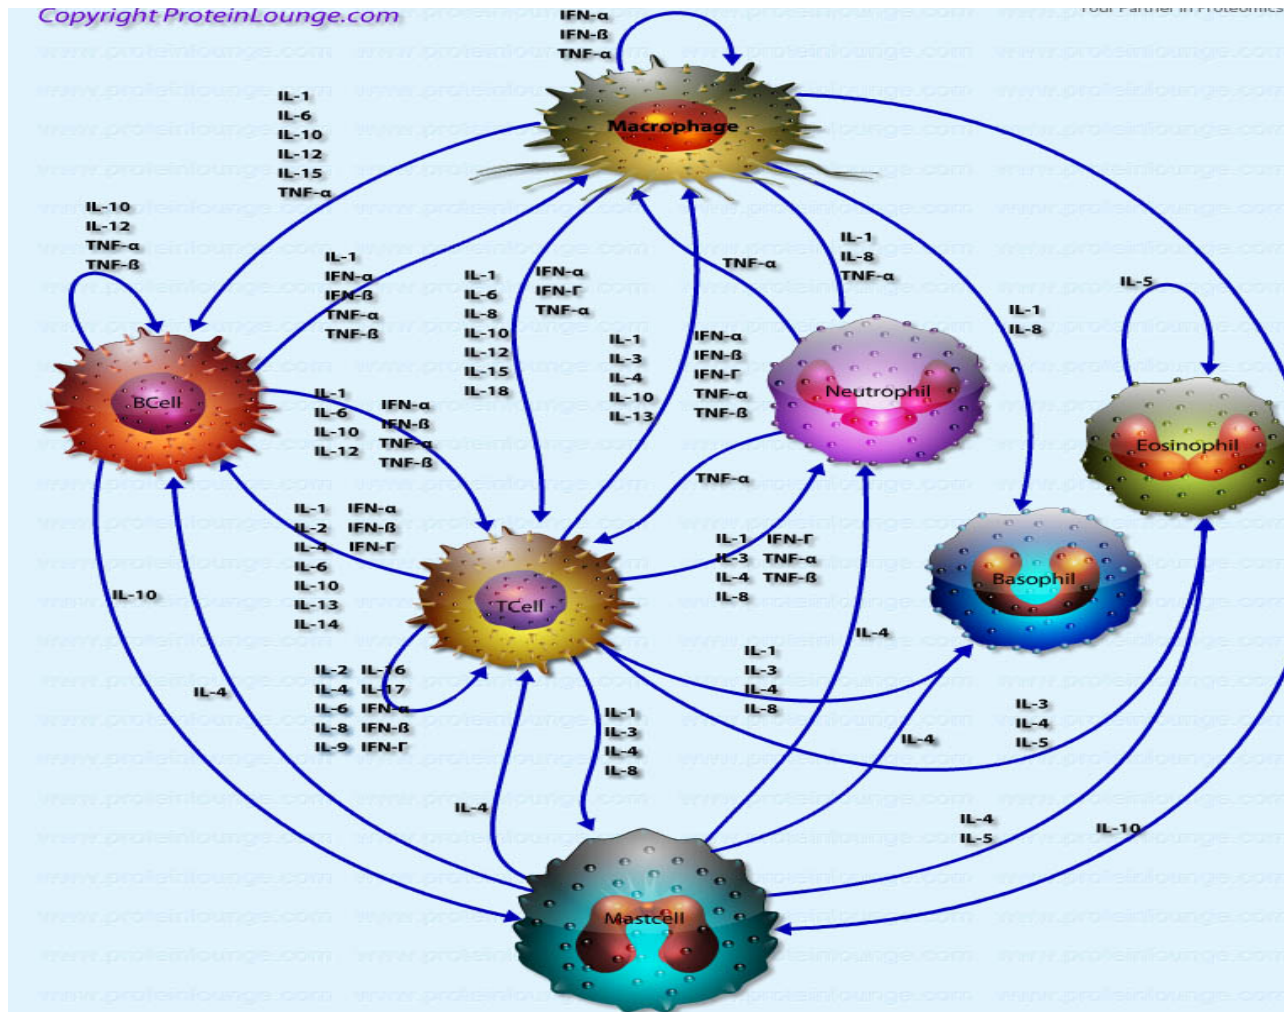 Copyright ProteinLounge.com
Your Partner in Proteomics
IFN-α
IFN-ß
TNF-α
Macrophage
IL-1
IL-6
IL-10
IL-12
IL-15
TNF-α
IL-10
IL-12
TNF-α
TNF-ß
IL-1
IFN-α
IFN-ß
TNF-α
TNF-ß
IL-1
IL-6
IL-8
IL-10
IL-12
IL-15
IL-18
IFN-α
IFN-Γ
TNF-α
TNF-α
IL-1
IL-8
TNF-α
IL-1
IL-8
IL-5
IL-1
IL-3
IL-4
IL-10
IL-13
IFN-α
IFN-ß
IFN-Γ
TNF-α
TNF-ß
BCell
Neutrophil
Eosinophil
IL-1
IL-6
IL-10
IL-12
IFN-α
IFN-ß
TNF-α
TNF-ß
TNF-α
IL-1 IFN-α
IL-2 IFN-ß
IL-4 IFN-Γ
IL-6
IL-10
IL-13
IL-14
IL-1 IFN-Γ
IL-3 TNF-α
IL-4 TNF-ß
IL-8
TCell
Basophil
IL-10
IL-4
IL-4
IL-2 IL-16
IL-4 IL-17
IL-6 IFN-α
IL-8 IFN-ß
IL-9 IFN-Γ
IL-1
IL-3
IL-4
IL-8
IL-1
IL-3
IL-4
IL-8
IL-3
IL-4
IL-5
IL-4
IL-4
IL-4
IL-5
IL-10
Mastcell
www.proteinlounge.com